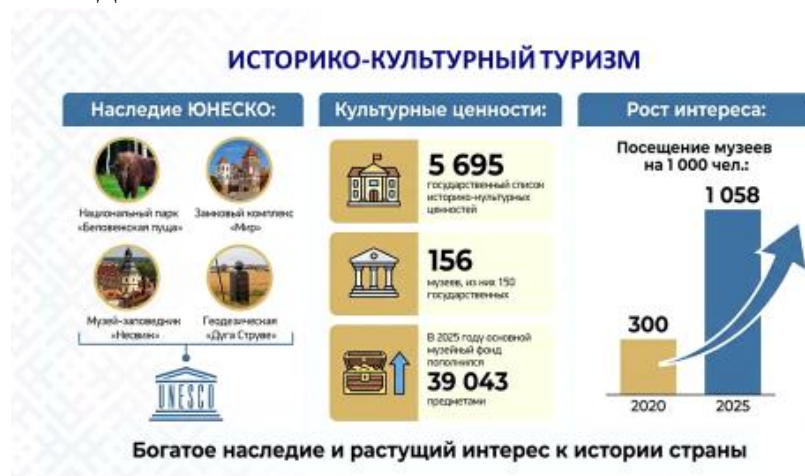 ИСТОРИКО-КУЛЬТУРНЫЙ ТУРИЗМ
Наследие ЮНЕСКО:
Национальный парк
«Беловежская пуща»
Замковый комплекс
«Мир»
Музей-заповедник
«Несвиж»
Геодезическая
«Дуга Струве»
UNESCO
Культурные ценности:
5 695
государственный список
историко-культурных
ценностей
156
музеев, из них 150
государственных
В 2025 году основной
музейный фонд
пополнился
39 043
предметами
Рост интереса:
Посещение музеев
на 1 000 чел.:
1 058
300
2020
2025
Богатое наследие и растущий интерес к истории страны